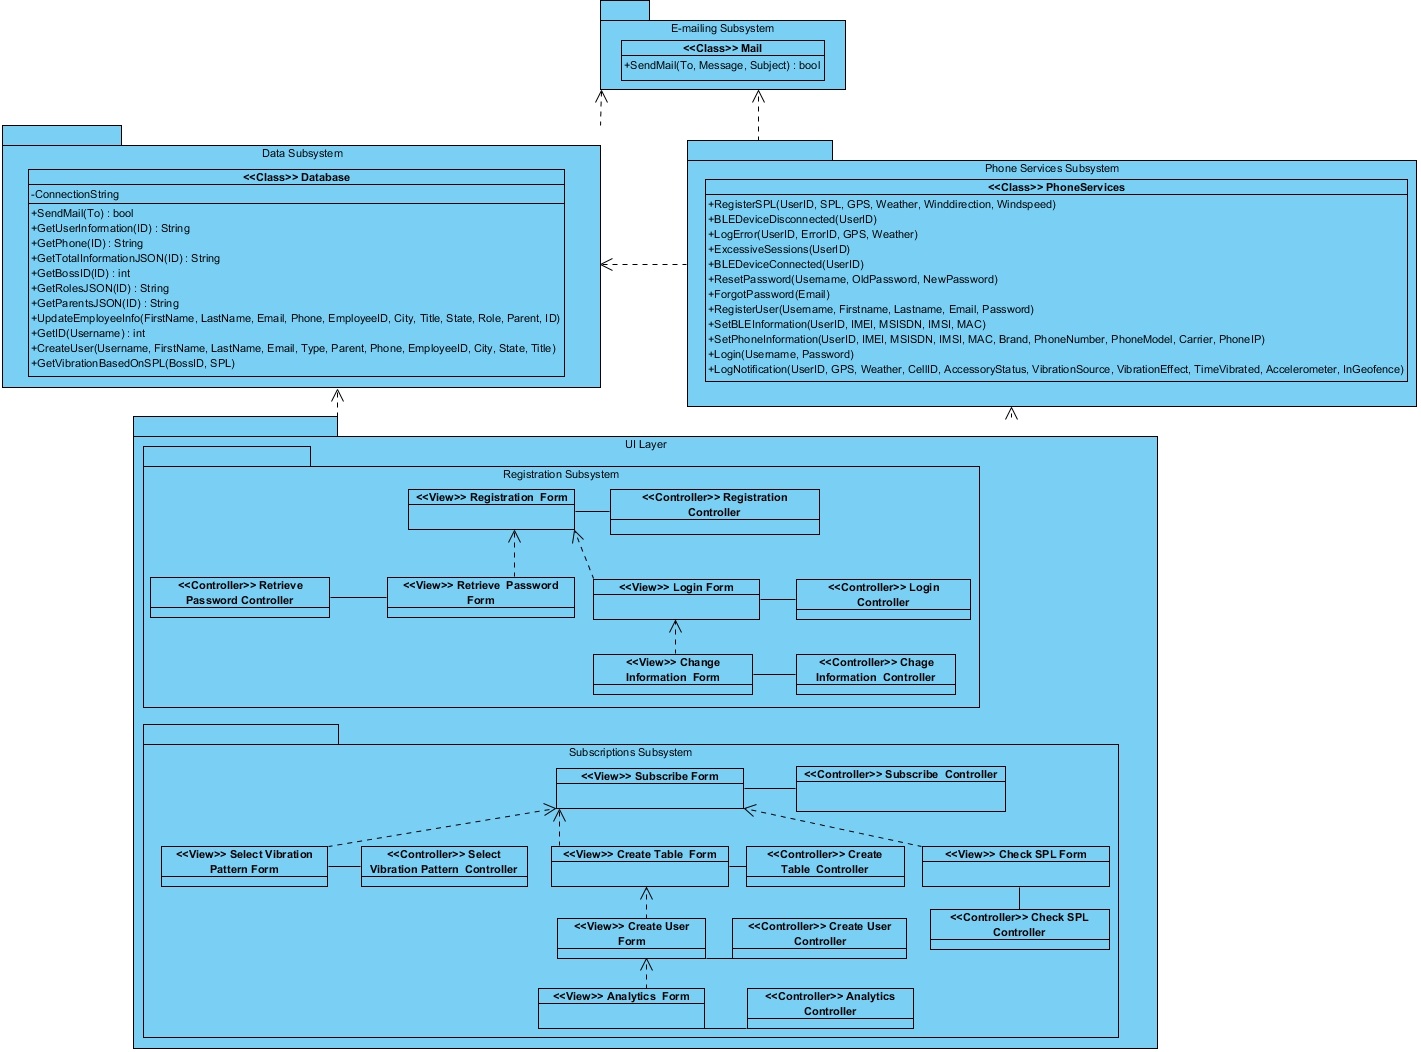 E-mailing Subsystem
<<Class>> Mail
+SendMail(To, Message, Subject) : bool
Data Subsystem
<<Class>> Database
-ConnectionString
+SendMail(To) : bool
+GetUserInformation(ID) : String
+GetPhone(ID) : String
+GetTotalInformationJSON(ID) : String
+GetBossID(ID) : int
+GetRolesJSON(ID) : String
+GetParentsJSON(ID) : String
+UpdateEmployeeInfo(FirstName, LastName, Email, Phone, EmployeeID, City, Title, State, Role, Parent, ID)
+GetID(Username) : int
+CreateUser(Username, FirstName, LastName, Email, Type, Parent, Phone, EmployeeID, City, State, Title)
+GetVibrationBasedOnSPL(BossID, SPL)
Phone Services Subsystem
<<Class>> PhoneServices
+RegisterSPL(UserID, SPL, GPS, Weather, Winddirection, Windspeed)
+BLEDeviceDisconnected(UserID)
+LogError(UserID, ErrorID, GPS, Weather)
+ExcessiveSessions(UserID)
+BLEDeviceConnected(UserID)
+ResetPassword(Username, OldPassword, NewPassword)
+ForgotPassword(Email)
+RegisterUser(Username, Firstname, Lastname, Email, Password)
+SetBLEInformation(UserID, IMEI, MSISDN, IMSI, MAC)
+SetPhoneInformation(UserID, IMEI, MSISDN, IMSI, MAC, Brand, PhoneNumber, PhoneModel, Carrier, PhoneIP)
+Login(Username, Password)
+LogNotification(UserID, GPS, Weather, CellID, AccessoryStatus, VibrationSource, VibrationEffect, TimeVibrated, Accelerometer, InGeofence)
UI Layer
Registration Subsystem
<<View>> Registration Form
<<Controller>> Registration
Controller
<<Controller>> Retrieve
Password Controller
<<View>> Retrieve Password
Form
<<View>> Login Form
<<Controller>> Login
Controller
<<View>> Change
Information Form
<<Controller>> Chage
Information Controller
Subscriptions Subsystem
<<View>> Subscribe Form
<<Controller>> Subscribe Controller
<<View>> Select Vibration
Pattern Form
<<Controller>> Select
Vibration Pattern Controller
<<View>> Create Table Form
<<Controller>> Create
Table Controller
<<View>> Check SPL Form
<<Controller>> Check SPL
Controller
<<View>> Create User
Form
<<Controller>> Create User
Controller
<<View>> Analytics Form
<<Controller>> Analytics
Controller